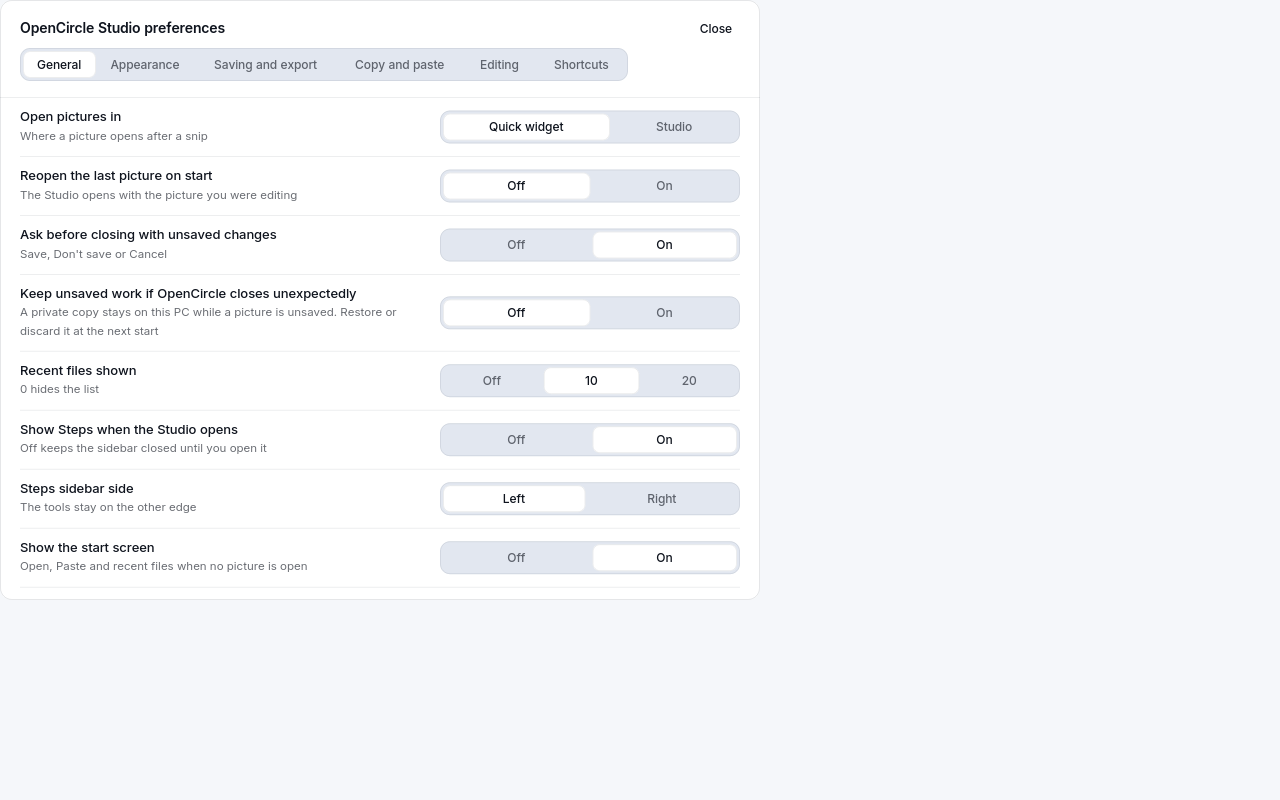 OpenCircle Studio preferences
Close
General Appearance Saving and export Copy and paste Editing Shortcuts
Open pictures in
Where a picture opens after a snip
Quick widget Studio
Reopen the last picture on start
The Studio opens with the picture you were editing
Off On
Ask before closing with unsaved changes
Save, Don't save or Cancel
Off On
Keep unsaved work if OpenCircle closes unexpectedly
A private copy stays on this PC while a picture is unsaved. Restore or
discard it at the next start
Off On
Recent files shown
0 hides the list
Off 10 20
Show Steps when the Studio opens
Off keeps the sidebar closed until you open it
Off On
Steps sidebar side
The tools stay on the other edge
Left Right
Show the start screen
Open, Paste and recent files when no picture is open
Off On